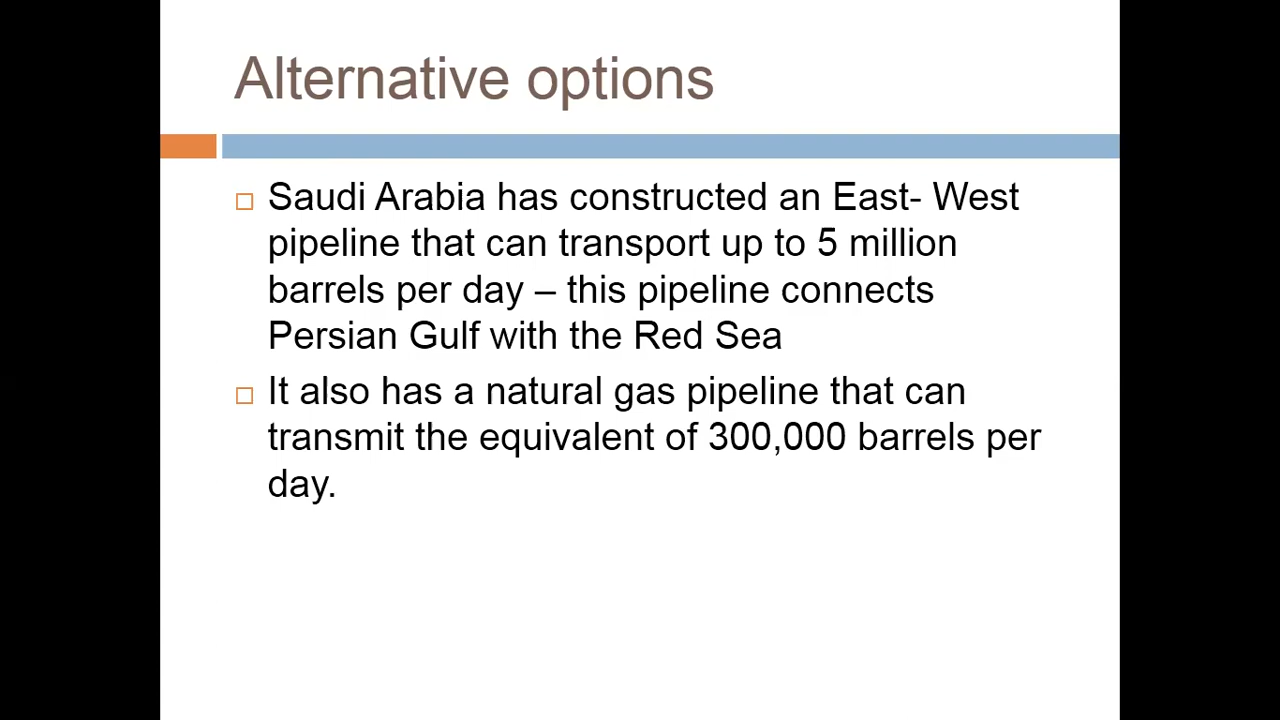 Alternative options
Saudi Arabia has constructed an East- West
pipeline that can transport up to 5 million
barrels per day – this pipeline connects
Persian Gulf with the Red Sea
It also has a natural gas pipeline that can
transmit the equivalent of 300,000 barrels per
day.